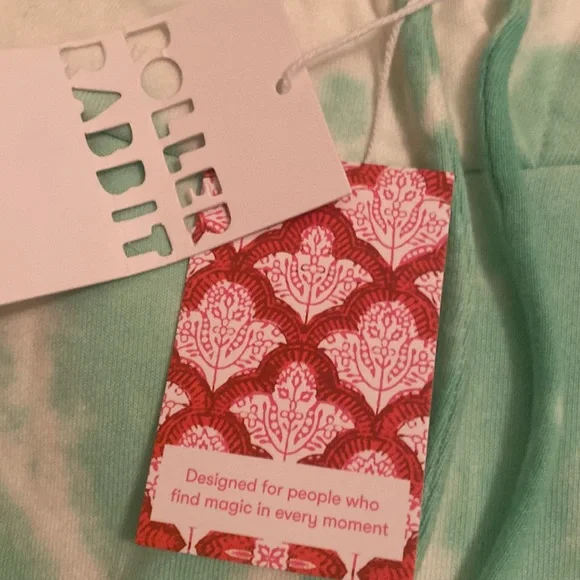 ROLLER
RABBIT
Designed for people who
find magic in every moment